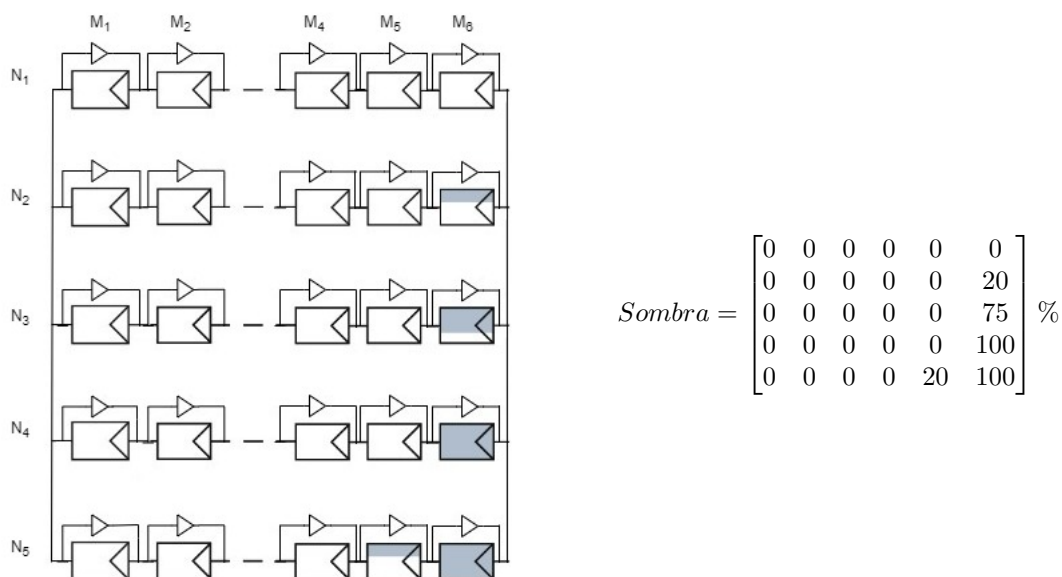 M₁ M₂ M₄ M₅ M₆
N₁
N₂
N₃
N₄
N₅
Sombra = [0 0 0 0 0 0
0 0 0 0 0 20
0 0 0 0 0 75
0 0 0 0 0 100
0 0 0 0 20 100] %